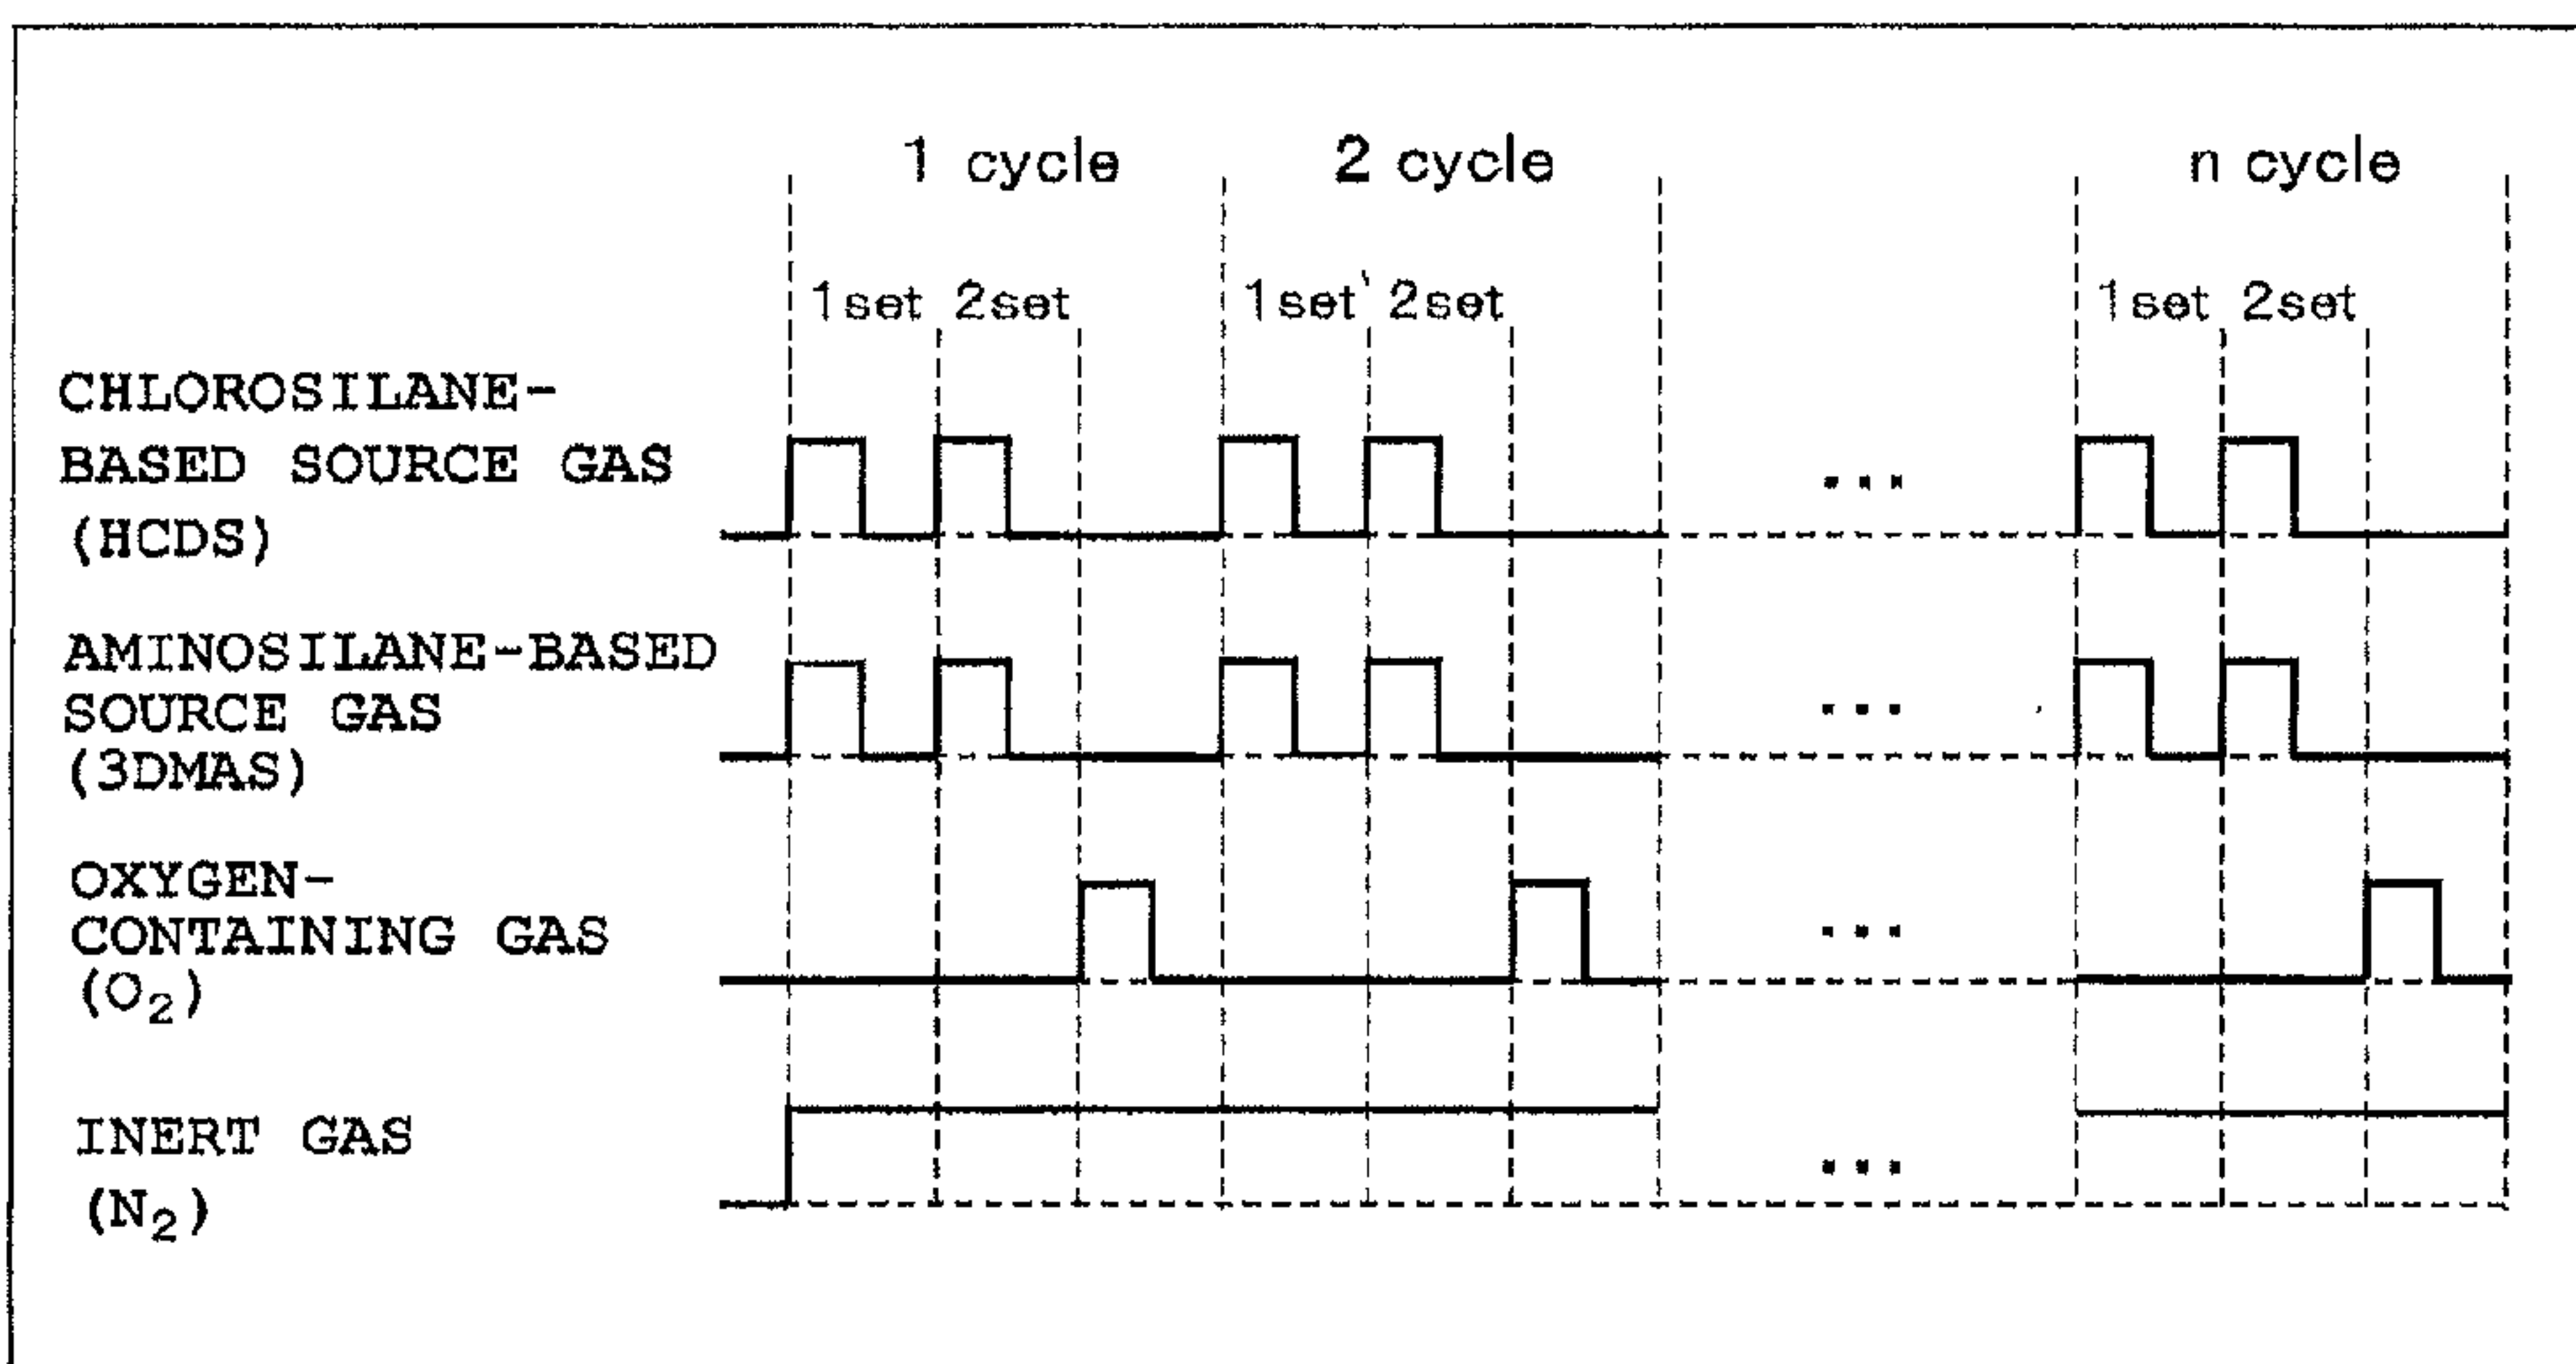 1 cycle 2 cycle n cycle
1set 2set 1set 2set 1set 2set
CHLOROSILANE-
BASED SOURCE GAS
(HCDS)
...
AMINOSILANE-BASED
SOURCE GAS
(3DMAS)
...
OXYGEN-
CONTAINING GAS
(O₂)
...
INERT GAS
(N₂)
...